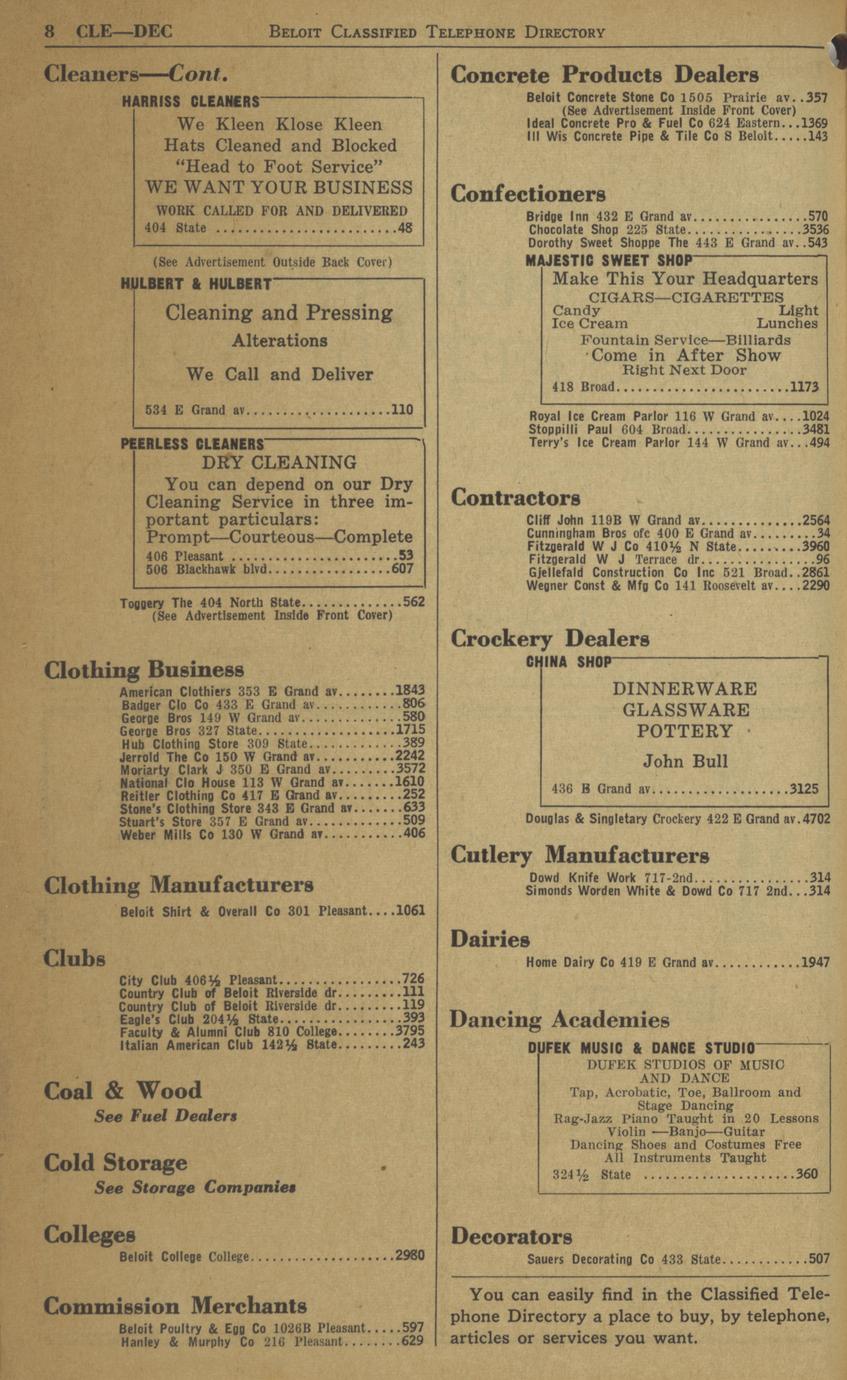 8 CLE—DEC BELOIT CLASSIFIED TELEPHONE DIRECTORY
Cleaners—Cont.
HARRISS CLEANERS
We Kleen Klose Kleen
Hats Cleaned and Blocked
"Head to Foot Service"
WE WANT YOUR BUSINESS
WORK CALLED FOR AND DELIVERED
404 State ........................48
(See Advertisement Outside Back Cover)
HULBERT & HULBERT
Cleaning and Pressing
Alterations
We Call and Deliver
534 E Grand av...................110
PEERLESS CLEANERS
DRY CLEANING
You can depend on our Dry
Cleaning Service in three im-
portant particulars:
Prompt—Courteous—Complete
406 Pleasant ......................53
506 Blackhawk blvd................607
Toggery The 404 North State.............562
(See Advertisement Inside Front Cover)
Clothing Business
American Clothiers 353 E Grand av........1843
Badger Clo Co 433 E Grand av............806
George Bros 149 W Grand av.............580
George Bros 327 State...................1715
Hub Clothing Store 309 State............389
Jerrold The Co 150 W Grand av...........2242
Moriarty Clark J 350 E Grand av.........3572
National Clo House 113 W Grand av.......1610
Reitler Clothing Co 417 E Grand av.........252
Stone's Clothing Store 343 E Grand av.......633
Stuart's Store 357 E Grand av............509
Weber Mills Co 130 W Grand av...........406
Clothing Manufacturers
Beloit Shirt & Overall Co 301 Pleasant....1061
Clubs
City Club 406½ Pleasant.................726
Country Club of Beloit Riverside dr.........111
Country Club of Beloit Riverside dr.........119
Eagle's Club 204½ State.................393
Faculty & Alumni Club 810 College........3795
Italian American Club 142½ State.........243
Coal & Wood
See Fuel Dealers
Cold Storage
See Storage Companies
Colleges
Beloit College College....................2980
Commission Merchants
Beloit Poultry & Egg Co 1026B Pleasant.....597
Hanley & Murphy Co 216 Pleasant........629
Concrete Products Dealers
Beloit Concrete Stone Co 1505 Prairie av..357
(See Advertisement Inside Front Cover)
Ideal Concrete Pro & Fuel Co 624 Eastern...1369
Ill Wis Concrete Pipe & Tile Co S Beloit.....143
Confectioners
Bridge Inn 432 E Grand av................570
Chocolate Shop 225 State................3536
Dorothy Sweet Shoppe The 443 E Grand av..543
MAJESTIC SWEET SHOP
Make This Your Headquarters
CIGARS—CIGARETTES
Candy Light
Ice Cream Lunches
Fountain Service—Billiards
Come in After Show
Right Next Door
418 Broad........................1173
Royal Ice Cream Parlor 116 W Grand av....1024
Stoppilli Paul 604 Broad................3481
Terry's Ice Cream Parlor 144 W Grand av...494
Contractors
Cliff John 119B W Grand av..............2564
Cunningham Bros ofc 400 E Grand av.........34
Fitzgerald W J Co 410½ N State.........3960
Fitzgerald W J Terrace dr................96
Gjellefald Construction Co Inc 521 Broad..2861
Wegner Const & Mfg Co 141 Roosevelt av....2290
Crockery Dealers
CHINA SHOP
DINNERWARE
GLASSWARE
POTTERY
John Bull
436 E Grand av...................3125
Douglas & Singletary Crockery 422 E Grand av.4702
Cutlery Manufacturers
Dowd Knife Work 717-2nd................314
Simonds Worden White & Dowd Co 717 2nd...314
Dairies
Home Dairy Co 419 E Grand av............1947
Dancing Academies
DUFEK MUSIC & DANCE STUDIO
DUFEK STUDIOS OF MUSIC
AND DANCE
Tap, Acrobatic, Toe, Ballroom and
Stage Dancing
Rag-Jazz Piano Taught in 20 Lessons
Violin—Banjo—Guitar
Dancing Shoes and Costumes Free
All Instruments Taught
324½ State .....................360
Decorators
Sauers Decorating Co 433 State............507
You can easily find in the Classified Tele-
phone Directory a place to buy, by telephone,
articles or services you want.